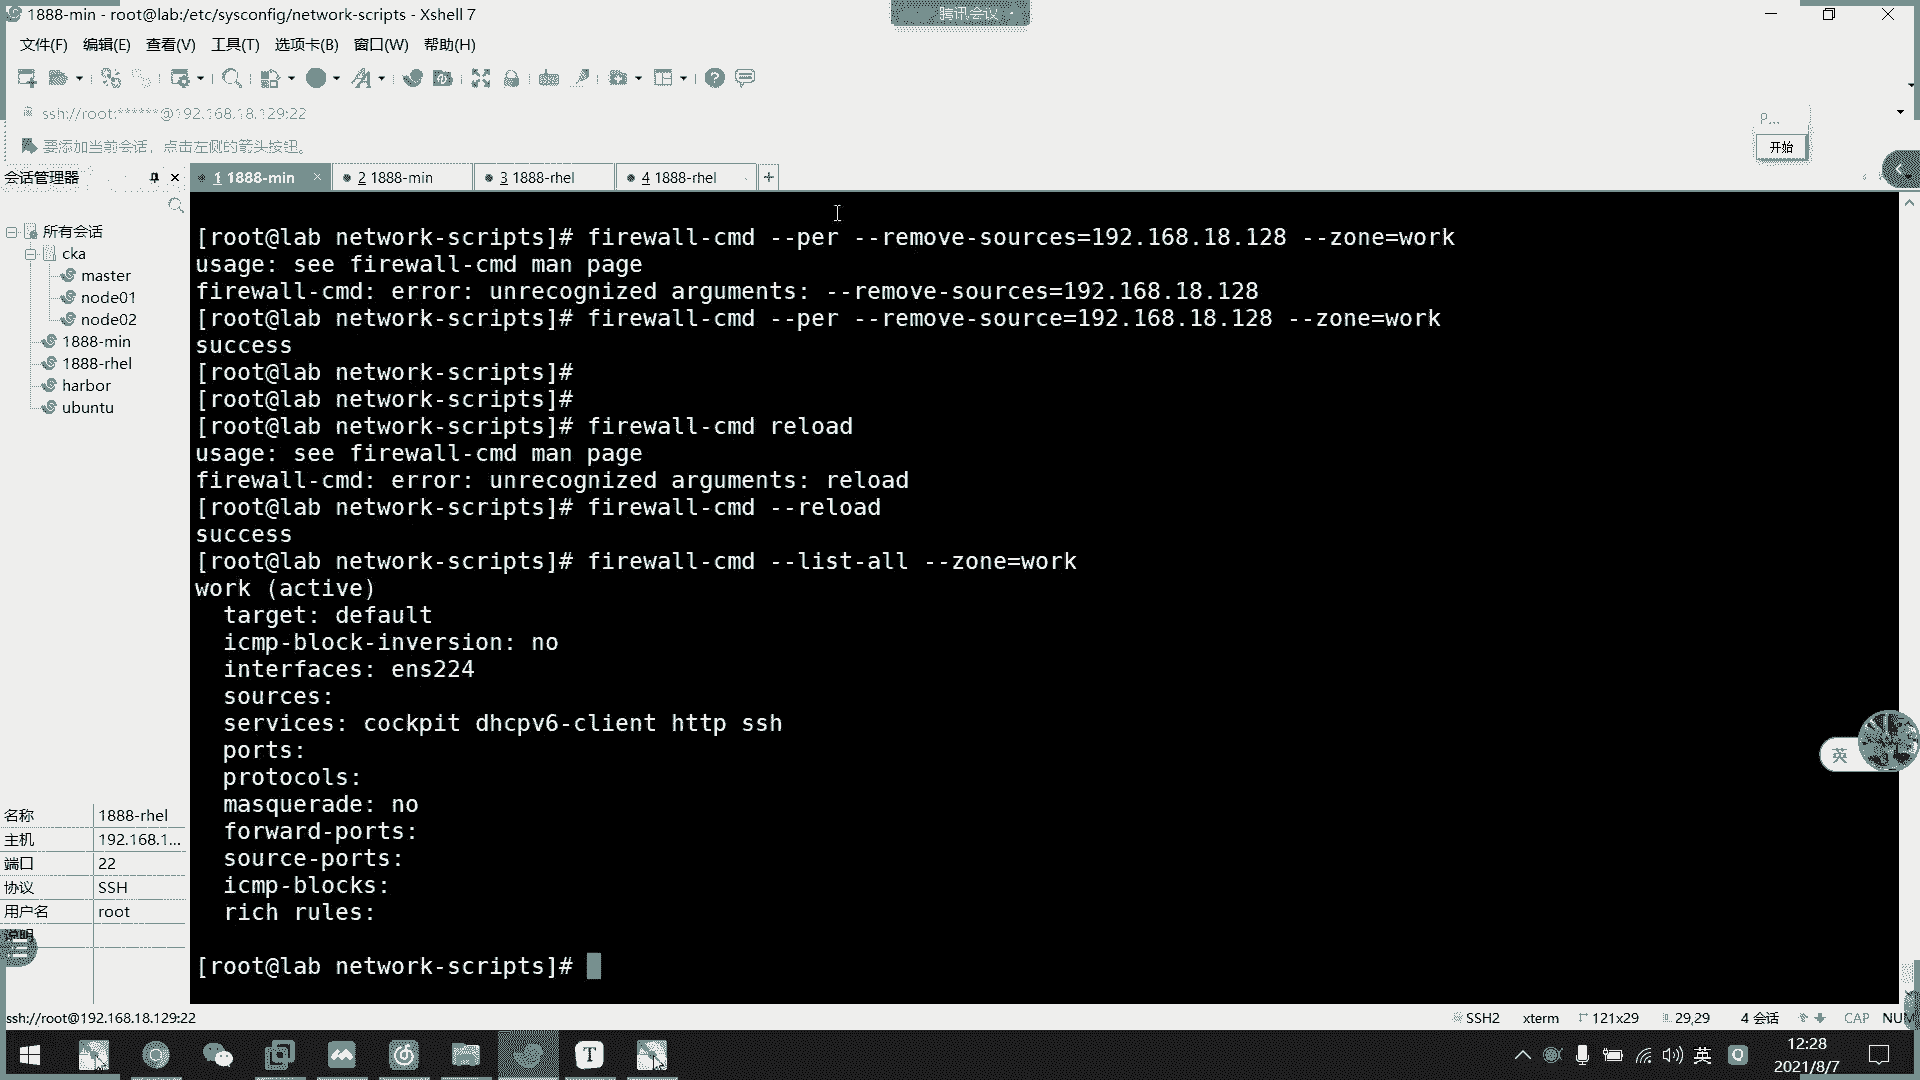 1888-min - root@lab:/etc/sysconfig/network-scripts - Xshell 7
腾讯会议
文件(F) 编辑(E) 查看(V) 工具(T) 选项卡(B) 窗口(W) 帮助(H)
ssh://root:******@192.168.18.129:22
P...
要添加当前会话，点击左侧的箭头按钮。
开始
会话管理器
1 1888-min
2 1888-min
3 1888-rhel
4 1888-rhel
所有会话
cka
master
node01
node02
1888-min
1888-rhel
harbor
ubuntu
[root@lab network-scripts]# firewall-cmd --per --remove-sources=192.168.18.128 --zone=work
usage: see firewall-cmd man page
firewall-cmd: error: unrecognized arguments: --remove-sources=192.168.18.128
[root@lab network-scripts]# firewall-cmd --per --remove-source=192.168.18.128 --zone=work
success
[root@lab network-scripts]#
[root@lab network-scripts]#
[root@lab network-scripts]# firewall-cmd reload
usage: see firewall-cmd man page
firewall-cmd: error: unrecognized arguments: reload
[root@lab network-scripts]# firewall-cmd --reload
success
[root@lab network-scripts]# firewall-cmd --list-all --zone=work
work (active)
target: default
icmp-block-inversion: no
interfaces: ens224
sources:
services: cockpit dhcpv6-client http ssh
ports:
protocols:
masquerade: no
forward-ports:
source-ports:
icmp-blocks:
rich rules:
[root@lab network-scripts]#
名称 1888-rhel
主机 192.168.1...
端口 22
协议 SSH
用户名 root
说明
英
ssh://root@192.168.18.129:22
SSH2 xterm 121x29 29,29 4 会话 CAP NUM
英
12:28
2021/8/7